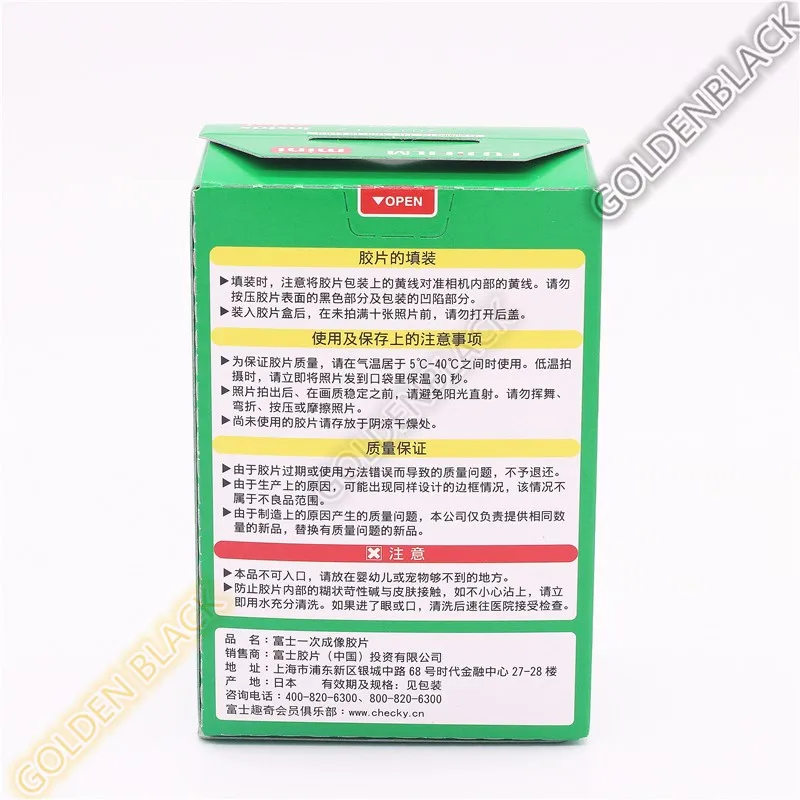 GOLDENBLACK
inside
FUJIFILM
mini
▼OPEN
胶片的填装
▶填装时，注意将胶片包装上的黄线对准相机内部的黄线。请勿
按压胶片表面的黑色部分及包装的凹陷部分。
▶装入胶片盒后，在未拍满十张照片前，请勿打开后盖。
使用及保存上的注意事项
▶为保证胶片质量，请在气温居于5℃-40℃之间时使用。低温拍
摄时，请立即将照片发到口袋里保温30秒。
▶照片拍出后、在画质稳定之前，请避免阳光直射。请勿挥舞、
弯折、按压或摩擦照片。
▶尚未使用的胶片请存放于阴凉干燥处。
GOLDENBLACK
质量保证
▶由于胶片过期或使用方法错误而导致的质量问题，不予退还。
▶由于生产上的原因，可能出现同样设计的边框情况，该情况不
属于不良品范围。
▶由于制造上的原因产生的质量问题，本公司仅负责提供相同数
量的新品，替换有质量问题的新品。
注意
▶本品不可入口，请放在婴幼儿或宠物够不到的地方。
▶防止胶片内部的糊状苛性碱与皮肤接触，如不小心沾上，请立
即用水充分清洗。如果进了眼或口，清洗后速往医院接受检查。
品 名：富士一次成像胶片
销售商：富士胶片（中国）投资有限公司
地 址：上海市浦东新区银城中路68号时代金融中心27-28楼
产 地：日本 有效期及规格：见包装
咨询电话：400-820-6300、800-820-6300
富士趣奇会员俱乐部：www.checky.cn
GOLDEN BLACK